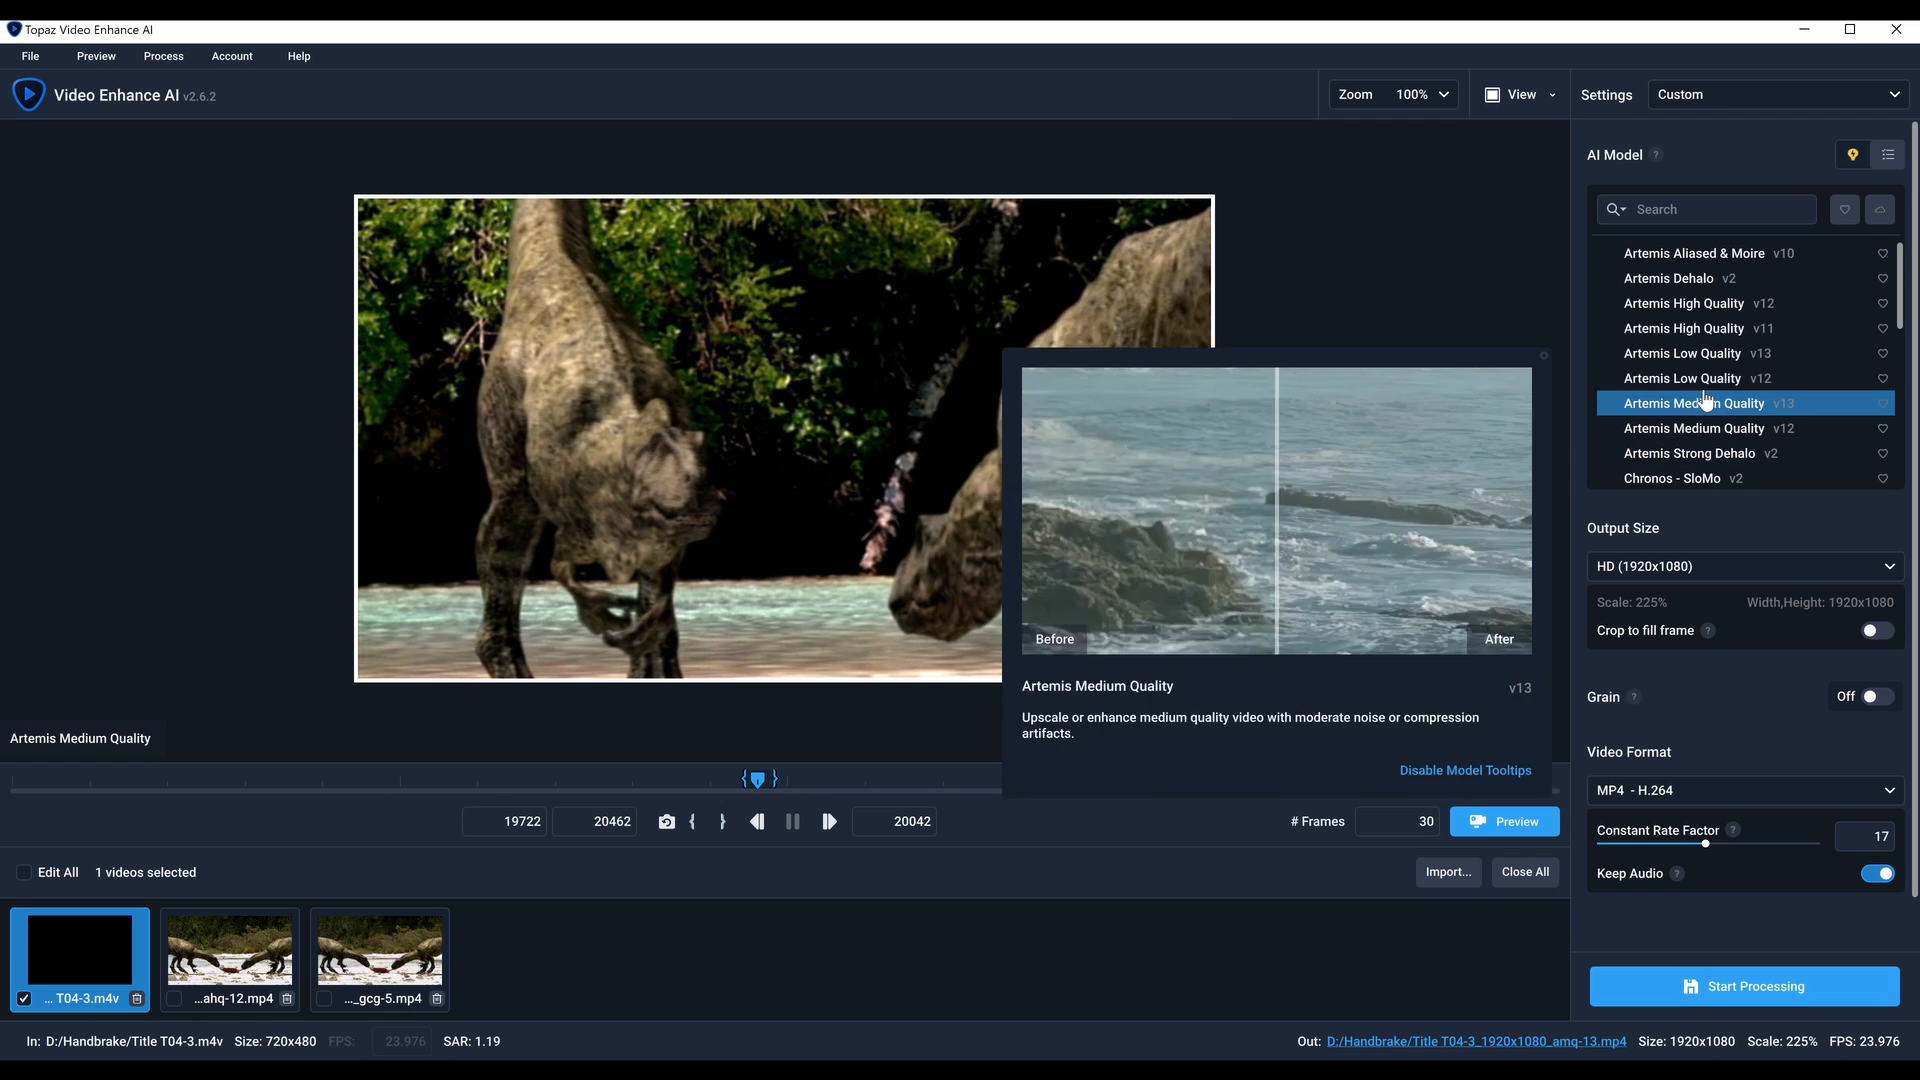 Topaz Video Enhance AI
File Preview Process Account Help
Video Enhance AI v2.6.2
Zoom 100%
View
Settings
Custom
AI Model ?
Search
Artemis Aliased & Moire v10
Artemis Dehalo v2
Artemis High Quality v12
Artemis High Quality v11
Artemis Low Quality v13
Artemis Low Quality v12
Artemis Medium Quality v13
Artemis Medium Quality v12
Artemis Strong Dehalo v2
Chronos - SloMo v2
Before
After
Artemis Medium Quality v13
Upscale or enhance medium quality video with moderate noise or compression
artifacts.
Disable Model Tooltips
Output Size
HD (1920x1080)
Scale: 225% Width,Height: 1920x1080
Crop to fill frame ?
Grain ? Off
Video Format
MP4 - H.264
Constant Rate Factor ? 17
Keep Audio ?
Artemis Medium Quality
19722 20462 { } 20042
# Frames 30 Preview
Edit All 1 videos selected
Import... Close All
... T04-3.m4v
...ahq-12.mp4
..._gcg-5.mp4
Start Processing
In: D:/Handbrake/Title T04-3.m4v Size: 720x480 FPS: 23.976 SAR: 1.19
Out: D:/Handbrake/Title T04-3_1920x1080_amq-13.mp4 Size: 1920x1080 Scale: 225% FPS: 23.976